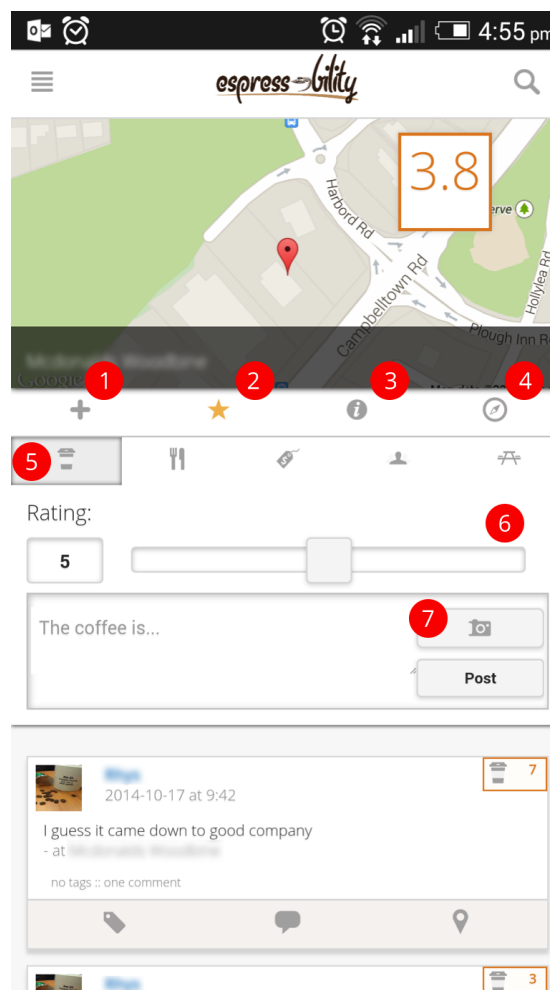 4:55 pm
espress-bility
3.8
Harbord Rd
erve
Campbelltown Rd
Hollylea Rd
Plough Inn R
Google
1
2
3
4
5
Rating:
6
5
The coffee is...
7
Post
7
2014-10-17 at 9:42
I guess it came down to good company
- at
no tags :: one comment
3